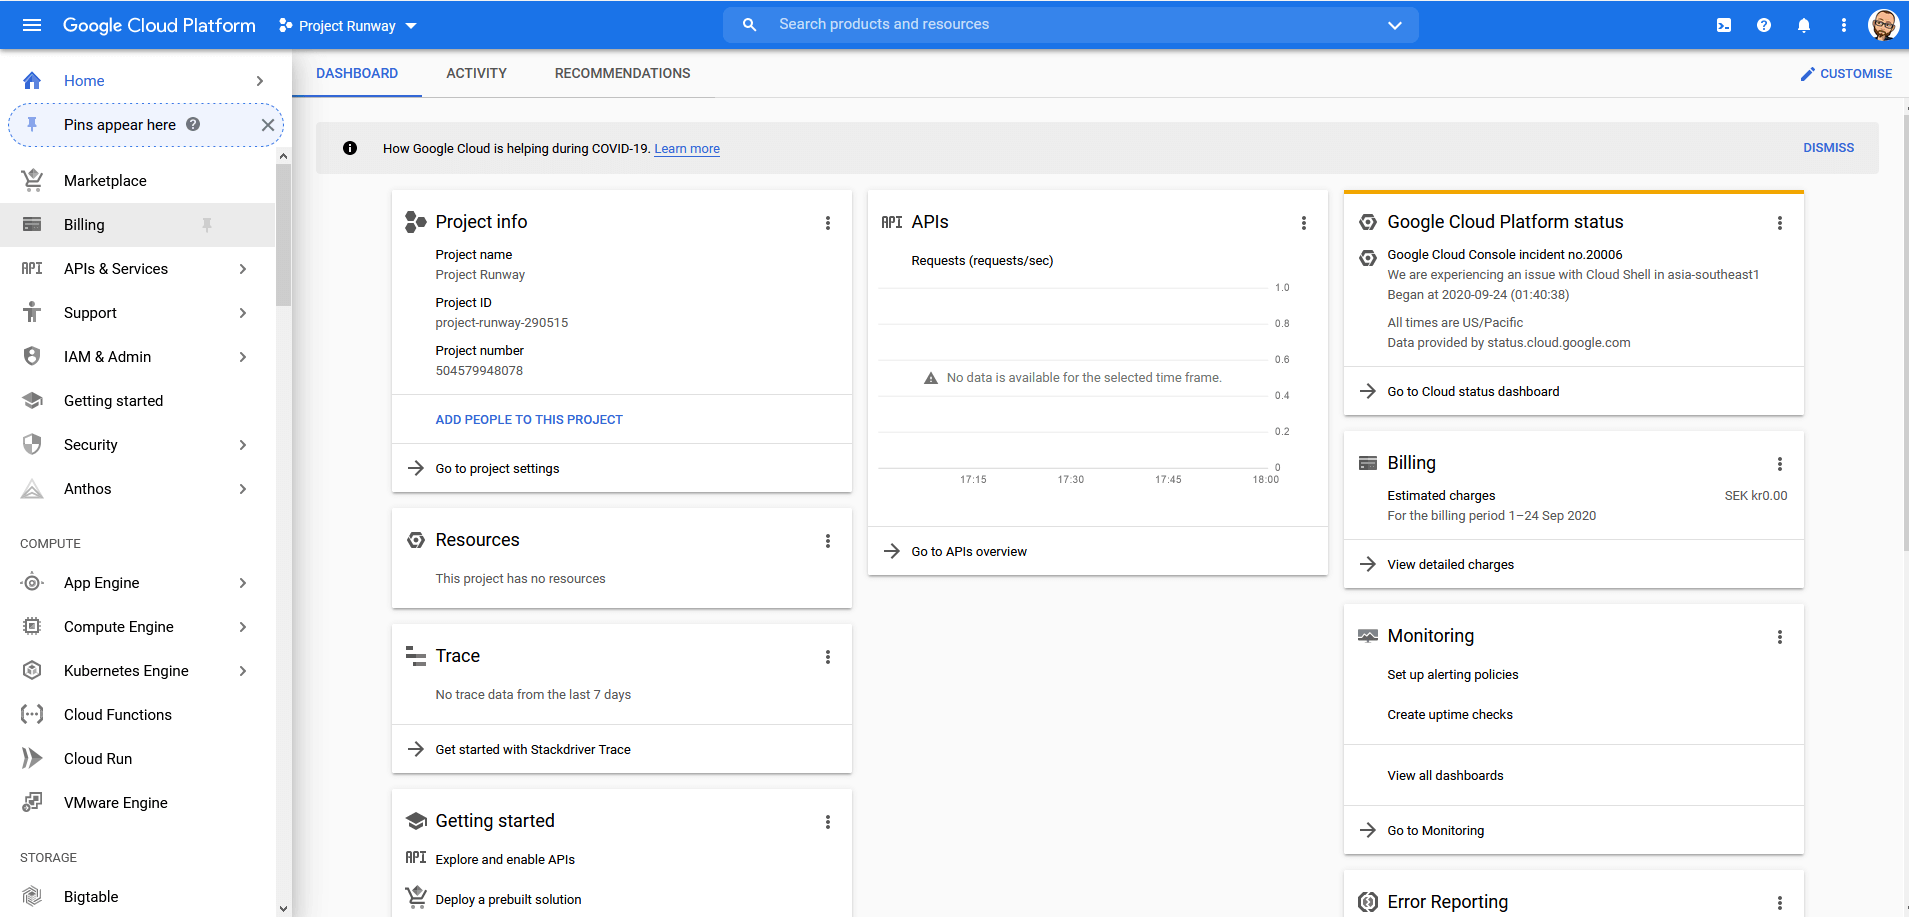 Google Cloud Platform
Project Runway
Search products and resources
Home
Pins appear here
Marketplace
Billing
API APIs & Services
Support
IAM & Admin
Getting started
Security
Anthos
COMPUTE
App Engine
Compute Engine
Kubernetes Engine
Cloud Functions
Cloud Run
VMware Engine
STORAGE
Bigtable
DASHBOARD
ACTIVITY
RECOMMENDATIONS
CUSTOMISE
How Google Cloud is helping during COVID-19. Learn more
DISMISS
Project info
Project name
Project Runway
Project ID
project-runway-290515
Project number
504579948078
ADD PEOPLE TO THIS PROJECT
Go to project settings
Resources
This project has no resources
Trace
No trace data from the last 7 days
Get started with Stackdriver Trace
Getting started
API Explore and enable APIs
Deploy a prebuilt solution
API APIs
Requests (requests/sec)
1.0
0.8
0.6
No data is available for the selected time frame.
0.4
0.2
0
17:15 17:30 17:45 18:00
Go to APIs overview
Google Cloud Platform status
Google Cloud Console incident no.20006
We are experiencing an issue with Cloud Shell in asia-southeast1
Began at 2020-09-24 (01:40:38)
All times are US/Pacific
Data provided by status.cloud.google.com
Go to Cloud status dashboard
Billing
Estimated charges SEK kr0.00
For the billing period 1–24 Sep 2020
View detailed charges
Monitoring
Set up alerting policies
Create uptime checks
View all dashboards
Go to Monitoring
Error Reporting